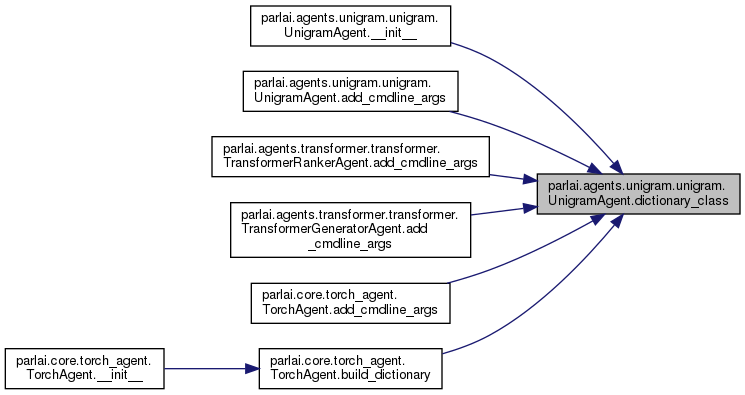 parlai.agents.unigram.unigram.
UnigramAgent.__init__
parlai.agents.unigram.unigram.
UnigramAgent.add_cmdline_args
parlai.agents.transformer.transformer.
TransformerRankerAgent.add_cmdline_args
parlai.agents.unigram.unigram.
UnigramAgent.dictionary_class
parlai.agents.transformer.transformer.
TransformerGeneratorAgent.add
_cmdline_args
parlai.core.torch_agent.
TorchAgent.add_cmdline_args
parlai.core.torch_agent.
TorchAgent.__init__
parlai.core.torch_agent.
TorchAgent.build_dictionary